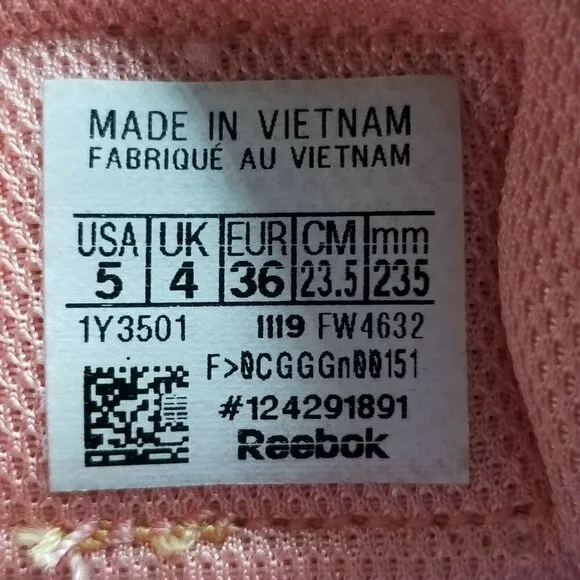 MADE IN VIETNAM
FABRIQUÉ AU VIETNAM
USA UK EUR CM mm
5 4 36 23.5 235
1Y3501 1119 FW4632
F>0CGGGn00151
#124291891
Reebok